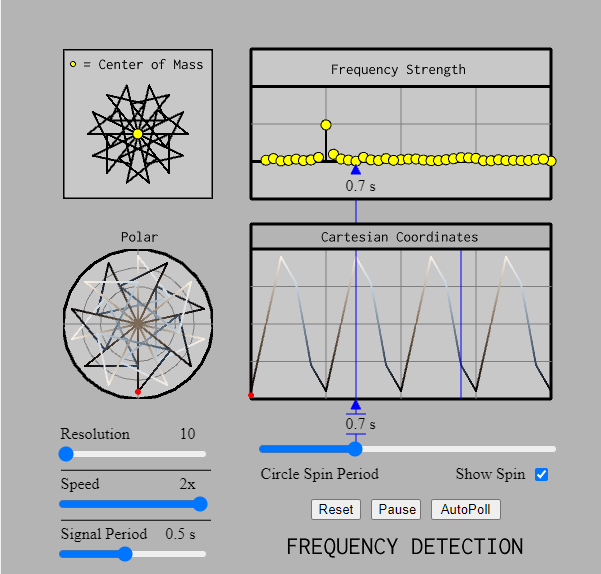 = Center of Mass
Frequency Strength
0.7 s
Polar
Cartesian Coordinates
0.7 s
Resolution 10
Speed 2x
Signal Period 0.5 s
Circle Spin Period
Show Spin
Reset
Pause
AutoPoll
FREQUENCY DETECTION